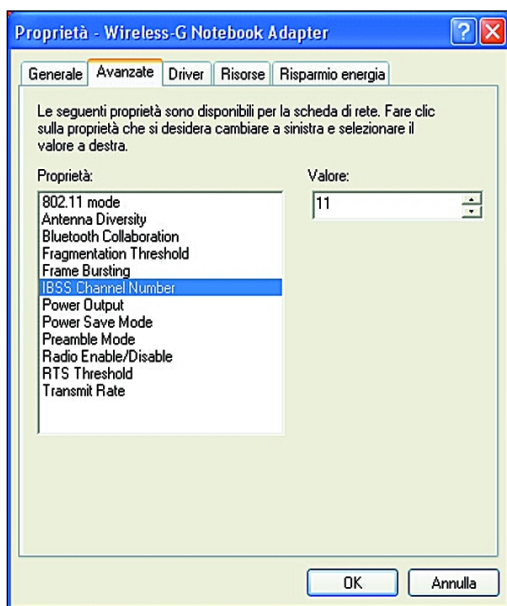 Proprietà - Wireless-G Notebook Adapter
Generale Avanzate Driver Risorse Risparmio energia
Le seguenti proprietà sono disponibili per la scheda di rete. Fare clic
sulla proprietà che si desidera cambiare a sinistra e selezionare il
valore a destra.
Proprietà:
802.11 mode
Antenna Diversity
Bluetooth Collaboration
Fragmentation Threshold
Frame Bursting
IBSS Channel Number
Power Output
Power Save Mode
Preamble Mode
Radio Enable/Disable
RTS Threshold
Transmit Rate
Valore:
11
OK Annulla